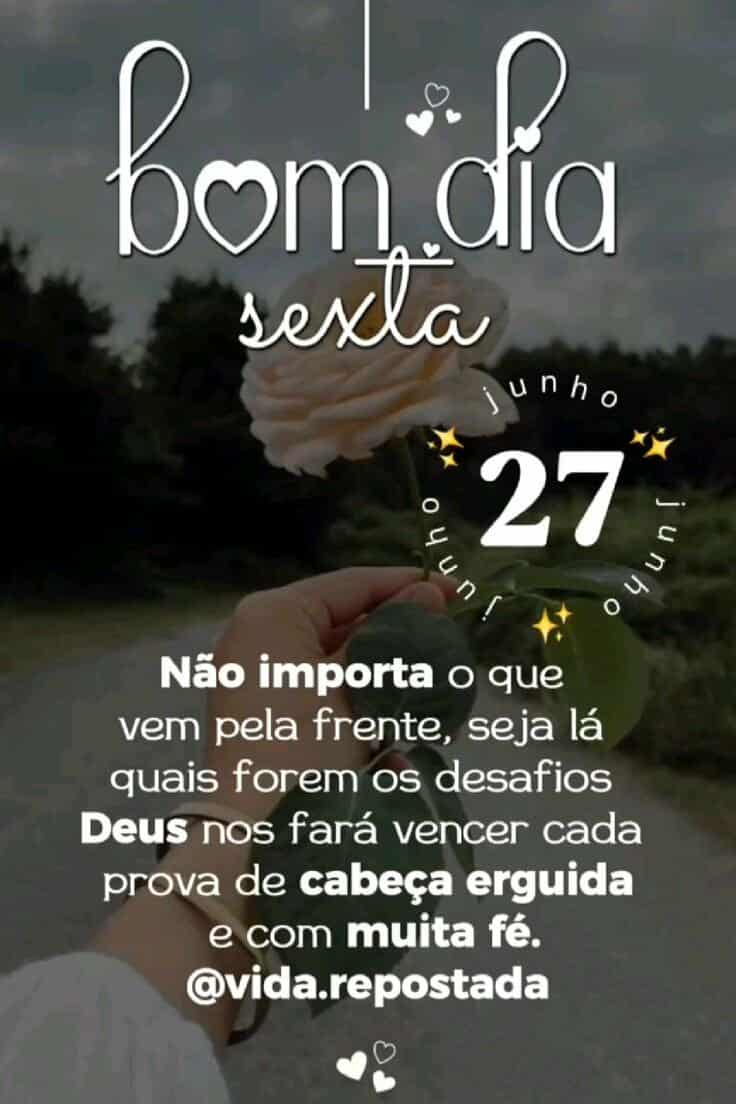 bom dia
sexta
junho
27
junho
junho
Não importa o que
vem pela frente, seja lá
quais forem os desafios
Deus nos fará vencer cada
prova de cabeça erguida
e com muita fé.
@vida.repostada